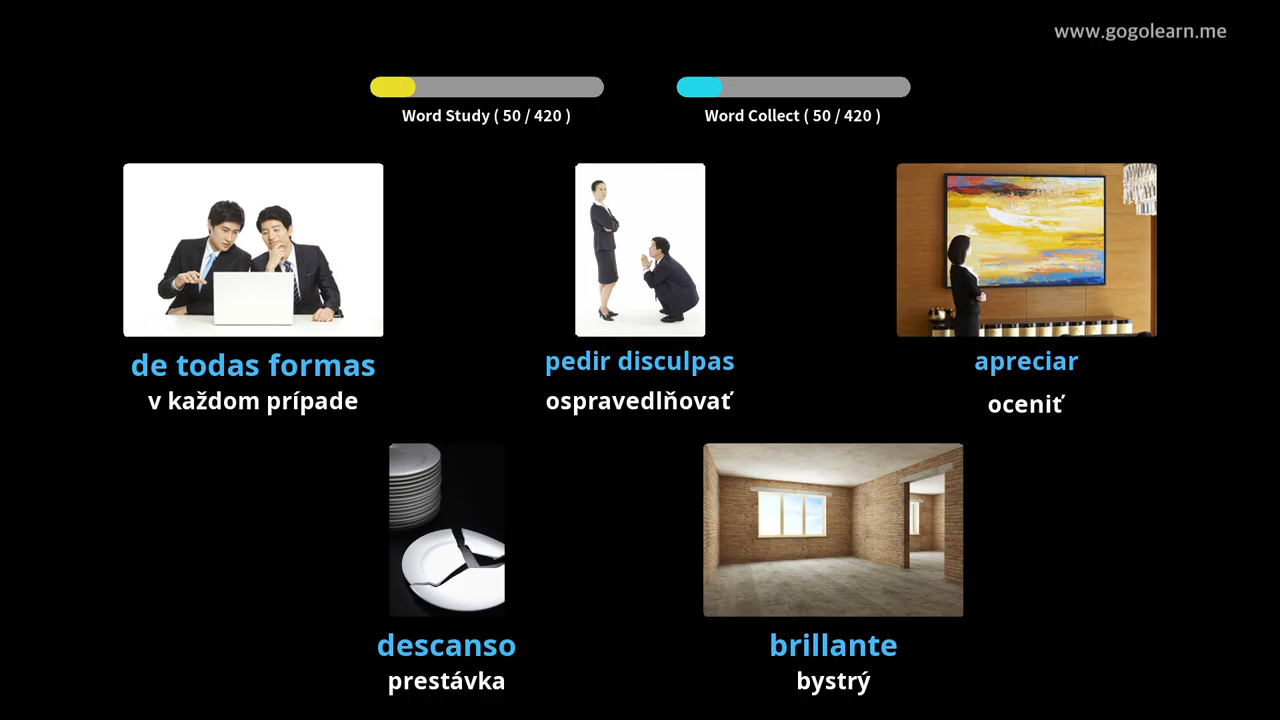 www.gogolearn.me
Word Study ( 50 / 420 )
Word Collect ( 50 / 420 )
de todas formas
v každom prípade
pedir disculpas
ospravedlňovať
apreciar
oceniť
descanso
prestávka
brillante
bystrý